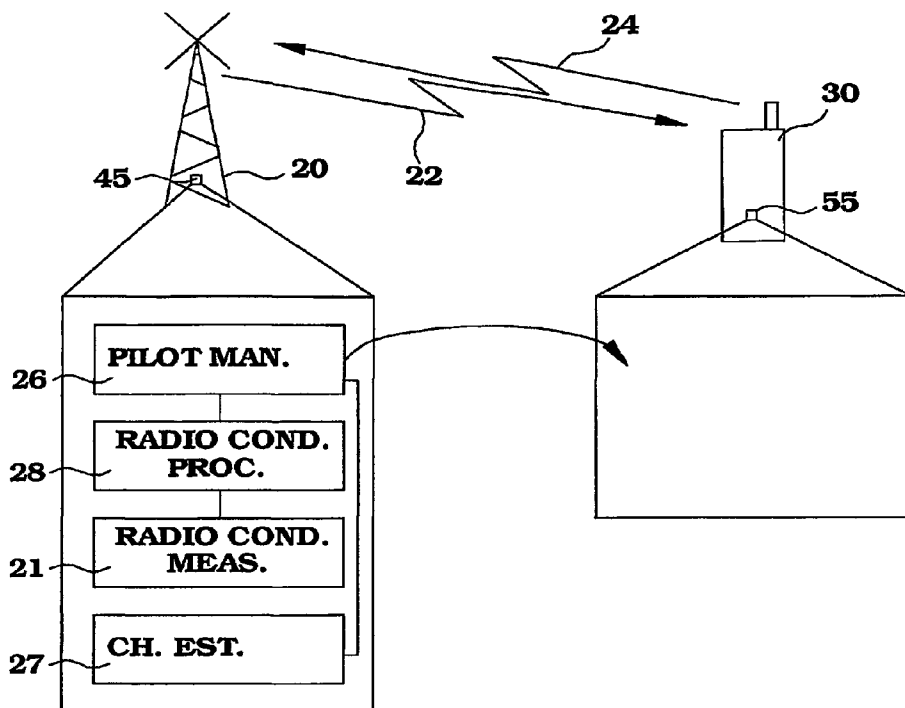 24
30
45
20
22
55
PILOT MAN.
26
RADIO COND.
PROC.
28
RADIO COND.
MEAS.
21
CH. EST.
27